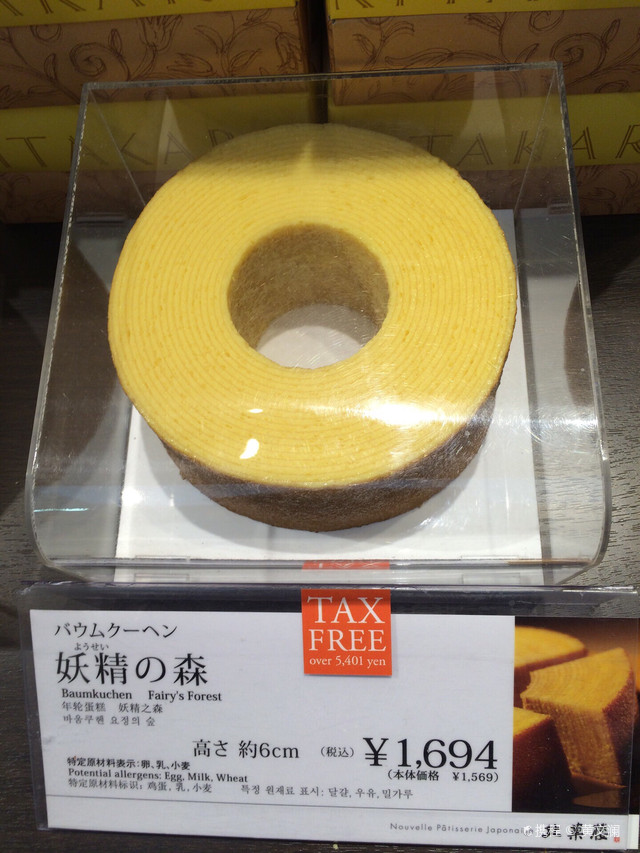 TAX
FREE
over 5,401 yen
バウムクーヘン
ようせい
妖精の森
Baumkuchen Fairy's Forest
年轮蛋糕 妖精之森
바움쿠헨 요정의 숲
高さ 約6cm (税込) ¥1,694
(本体価格 ¥1,569)
特定原材料表示:卵、乳、小麦
Potential allergens: Egg, Milk, Wheat
特定原材料标识:鸡蛋,乳,小麦 특정 원재료 표시: 달걀,우유,밀가루
Nouvelle Pâtisserie Japonaise